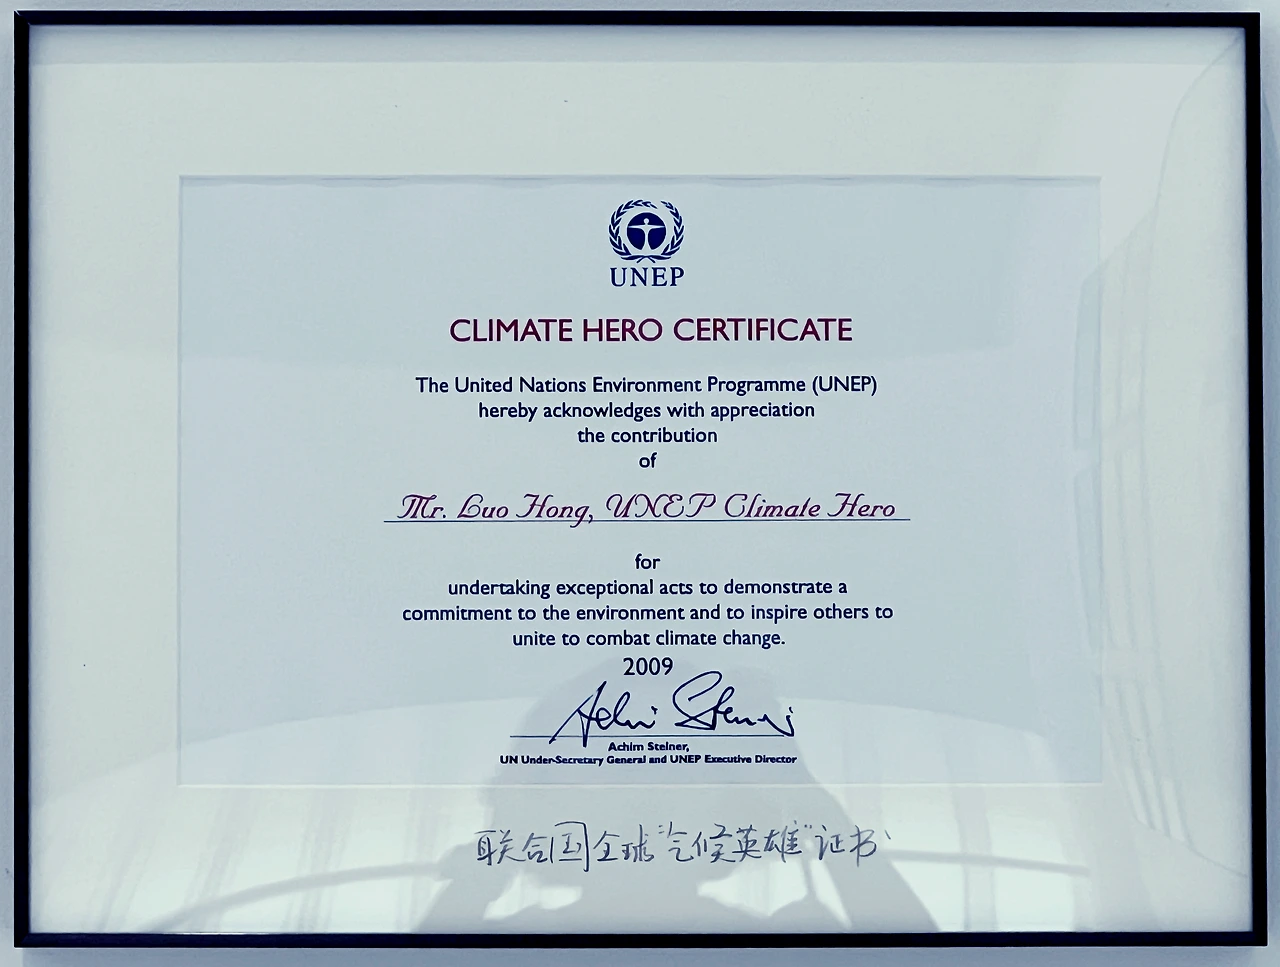 UNEP
CLIMATE HERO CERTIFICATE
The United Nations Environment Programme (UNEP)
hereby acknowledges with appreciation
the contribution
of
Mr. Luo Hong, UNEP Climate Hero
for
undertaking exceptional acts to demonstrate a
commitment to the environment and to inspire others to
unite to combat climate change.
2009
Achim Steiner
Achim Steiner,
UN Under-Secretary General and UNEP Executive Director
联合国全球“气候英雄”证书